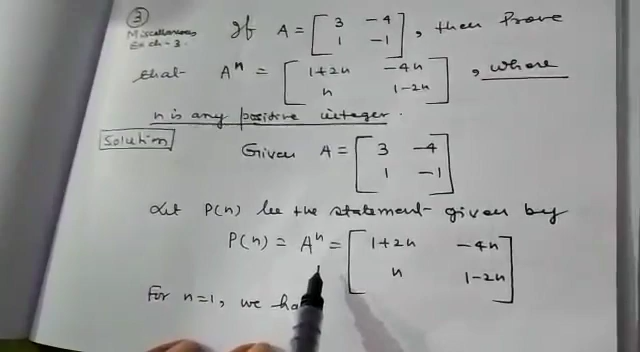 ③ If A = [3 -4
1 -1], then Prove
Miscellaneous
Ex ch-3.
that A^n = [1+2n -4n
n 1-2n], where
n is any positive integer.
Solution Given A = [3 -4
1 -1]
Let P(n) be the statement given by
P(n) = A^n = [1+2n -4n
n 1-2n]
For n=1, we ha